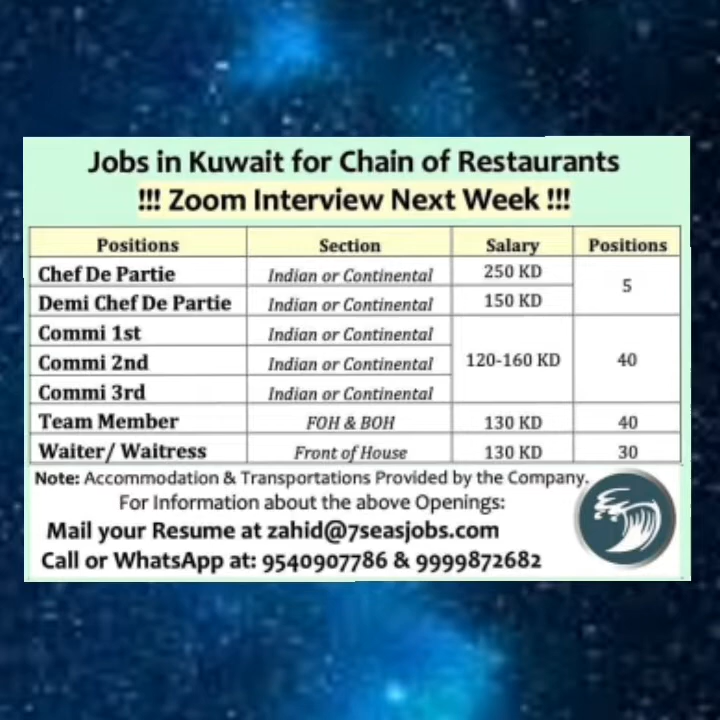 Jobs in Kuwait for Chain of Restaurants
!!! Zoom Interview Next Week !!!
Positions Section Salary Positions
Chef De Partie Indian or Continental 250 KD 5
Demi Chef De Partie Indian or Continental 150 KD
Commi 1st Indian or Continental
Commi 2nd Indian or Continental 120-160 KD 40
Commi 3rd Indian or Continental
Team Member FOH & BOH 130 KD 40
Waiter/ Waitress Front of House 130 KD 30
Note: Accommodation & Transportations Provided by the Company.
For Information about the above Openings:
Mail your Resume at zahid@7seasjobs.com
Call or WhatsApp at: 9540907786 & 9999872682